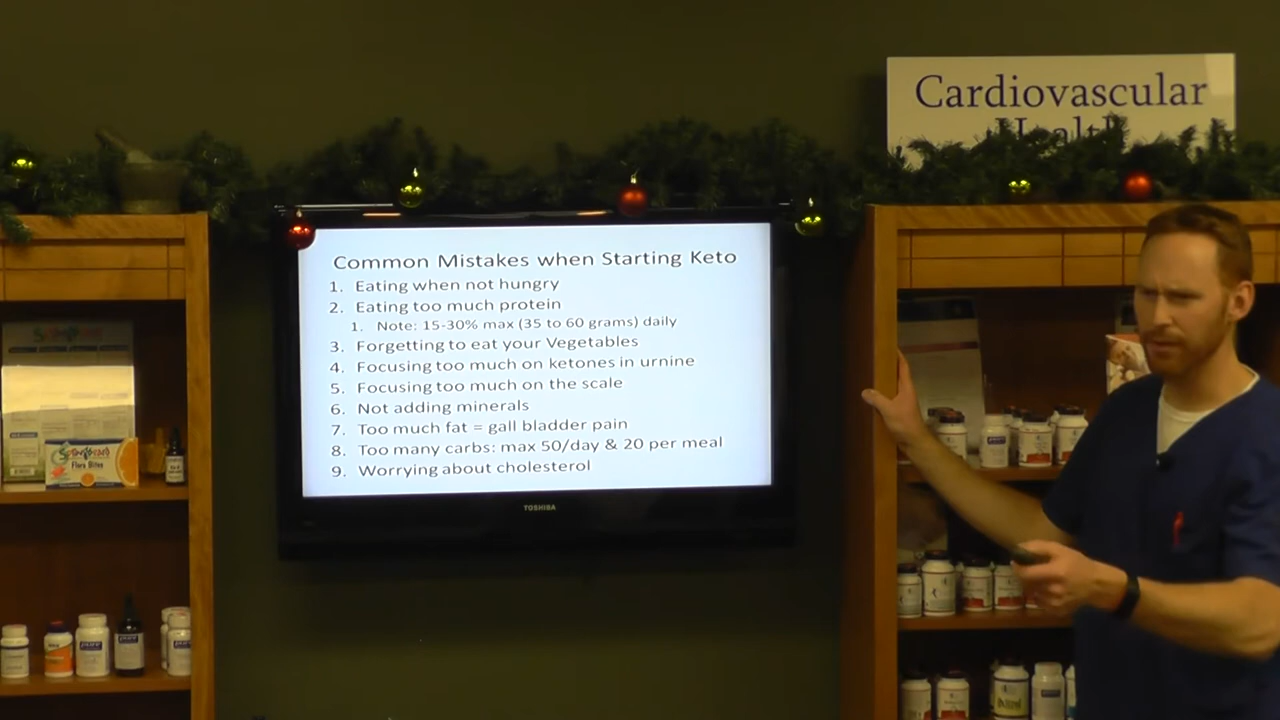 Cardiovascular
Health
Common Mistakes when Starting Keto
1. Eating when not hungry
2. Eating too much protein
1. Note: 15-30% max (35 to 60 grams) daily
3. Forgetting to eat your Vegetables
4. Focusing too much on ketones in urnine
5. Focusing too much on the scale
6. Not adding minerals
7. Too much fat = gall bladder pain
8. Too many carbs: max 50/day & 20 per meal
9. Worrying about cholesterol
TOSHIBA
Flora Bites